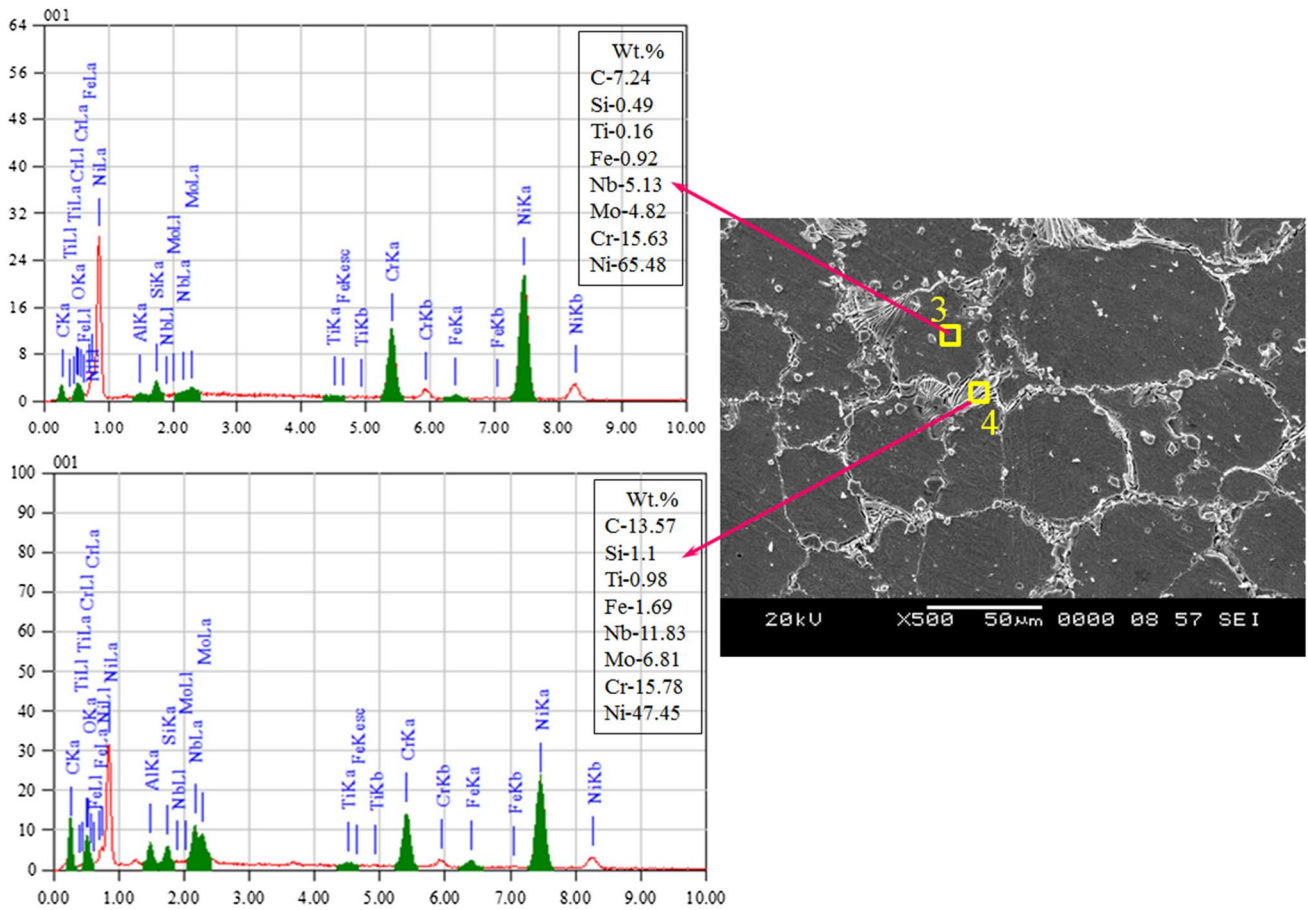 001
64
56
48
40
32
24
16
8
0
CKa
TiLl
OKa
FeLl
TiLa
NiLl
CrLl
CrLa
FeLa
NiLa
AlKa
SiKa
NbLl
MoLl
NbLa
MoLa
TiKa
FeKesc
TiKb
CrKa
CrKb
FeKa
FeKb
NiKa
NiKb
0.00 1.00 2.00 3.00 4.00 5.00 6.00 7.00 8.00 9.00 10.00
Wt.%
C-7.24
Si-0.49
Ti-0.16
Fe-0.92
Nb-5.13
Mo-4.82
Cr-15.63
Ni-65.48
001
100
90
80
70
60
50
40
30
20
10
0
CKa
TiLl
OKa
FeLl
TiLa
FeLa
CrLl
NiLl
CrLa
NiLa
AlKa
SiKa
NbLl
MoLl
NbLa
MoLa
TiKa
FeKesc
TiKb
CrKa
CrKb
FeKa
FeKb
NiKa
NiKb
0.00 1.00 2.00 3.00 4.00 5.00 6.00 7.00 8.00 9.00 10.00
Wt.%
C-13.57
Si-1.1
Ti-0.98
Fe-1.69
Nb-11.83
Mo-6.81
Cr-15.78
Ni-47.45
3
4
20kV X500 50µm 0000 08 57 SEI